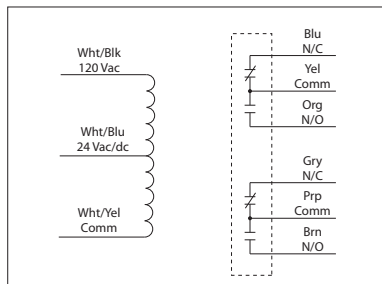 Wht/Blk
120 Vac
Wht/Blu
24 Vac/dc
Wht/Yel
Comm
Blu
N/C
Yel
Comm
Org
N/O
Gry
N/C
Prp
Comm
Brn
N/O